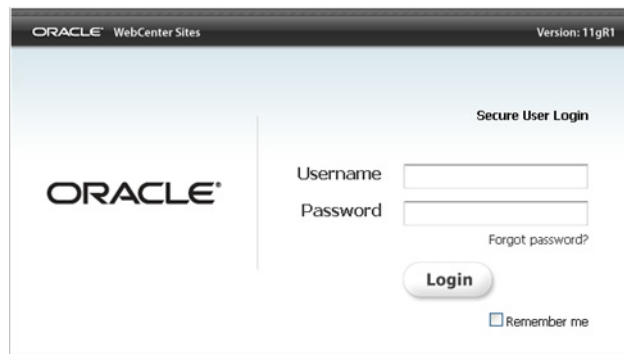 ORACLE® WebCenter Sites Version: 11gR1
Secure User Login
ORACLE®
Username
Password
Forgot password?
Login
Remember me